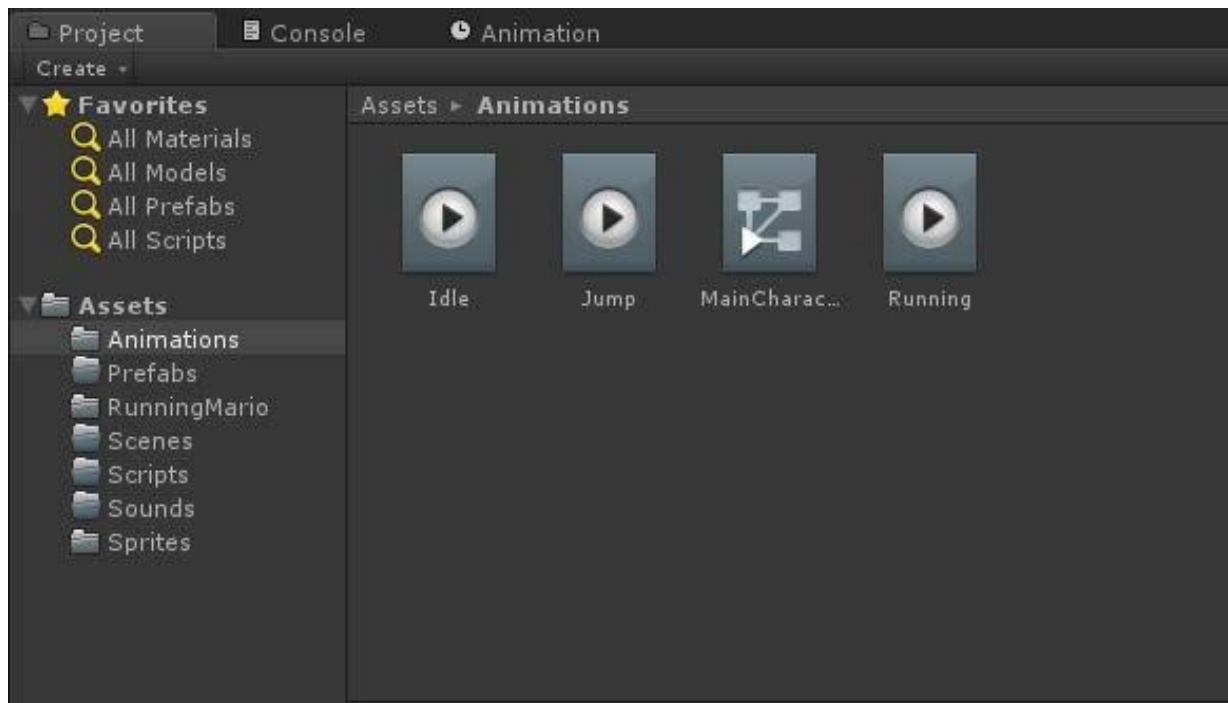 Project Console Animation
Create
Favorites
All Materials
All Models
All Prefabs
All Scripts
Assets
Animations
Prefabs
RunningMario
Scenes
Scripts
Sounds
Sprites
Assets ▸ Animations
Idle Jump MainCharac... Running